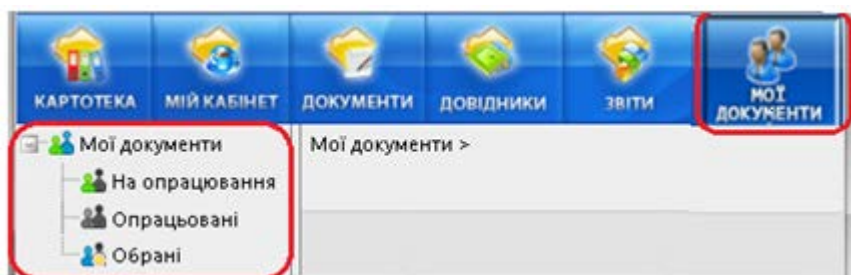 КАРТОТЕКА МІЙ КАБІНЕТ ДОКУМЕНТИ ДОВІДНИКИ ЗВІТИ МОЇ ДОКУМЕНТИ
Мої документи
На опрацювання
Опрацьовані
Обрані
Мої документи >